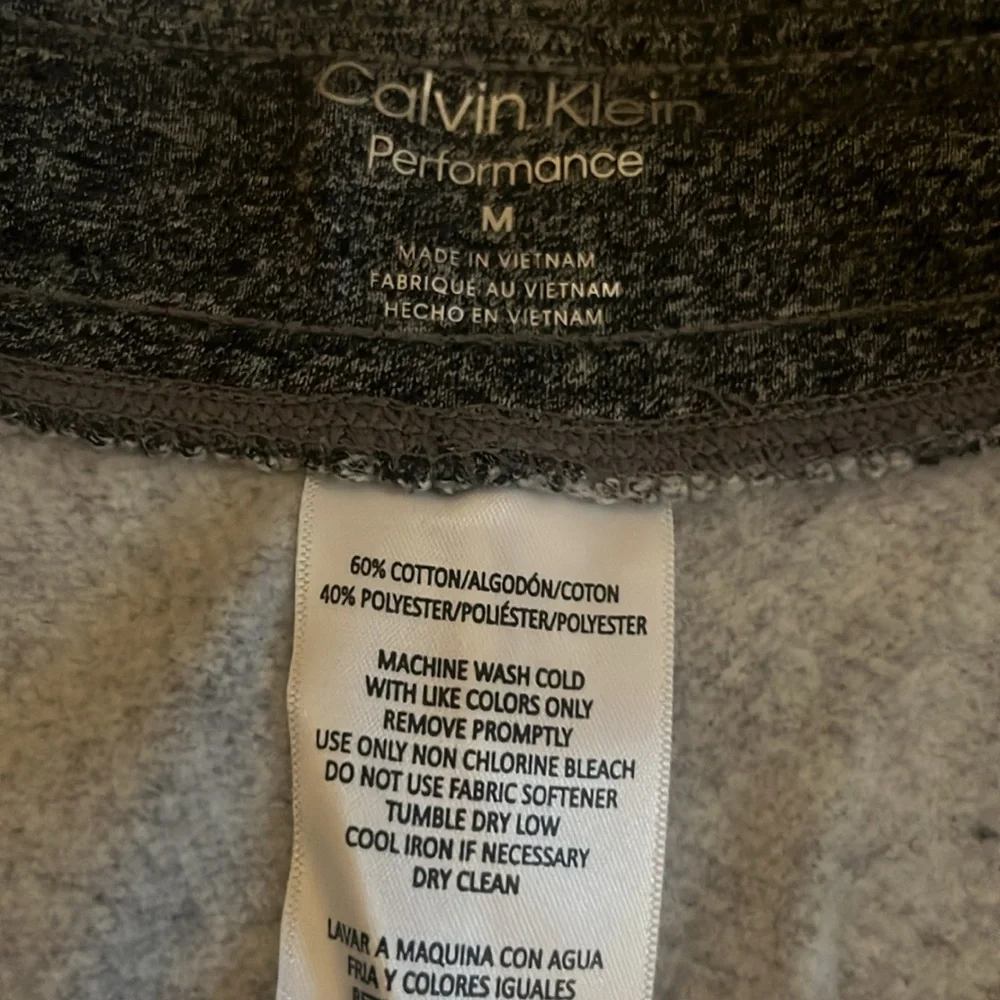 Calvin Klein
Performance
M
MADE IN VIETNAM
FABRIQUÉ AU VIETNAM
HECHO EN VIETNAM
60% COTTON/ALGODÓN/COTON
40% POLYESTER/POLIÉSTER/POLYESTER
MACHINE WASH COLD
WITH LIKE COLORS ONLY
REMOVE PROMPTLY
USE ONLY NON CHLORINE BLEACH
DO NOT USE FABRIC SOFTENER
TUMBLE DRY LOW
COOL IRON IF NECESSARY
DRY CLEAN
LAVAR A MAQUINA CON AGUA
FRIA Y COLORES IGUALES